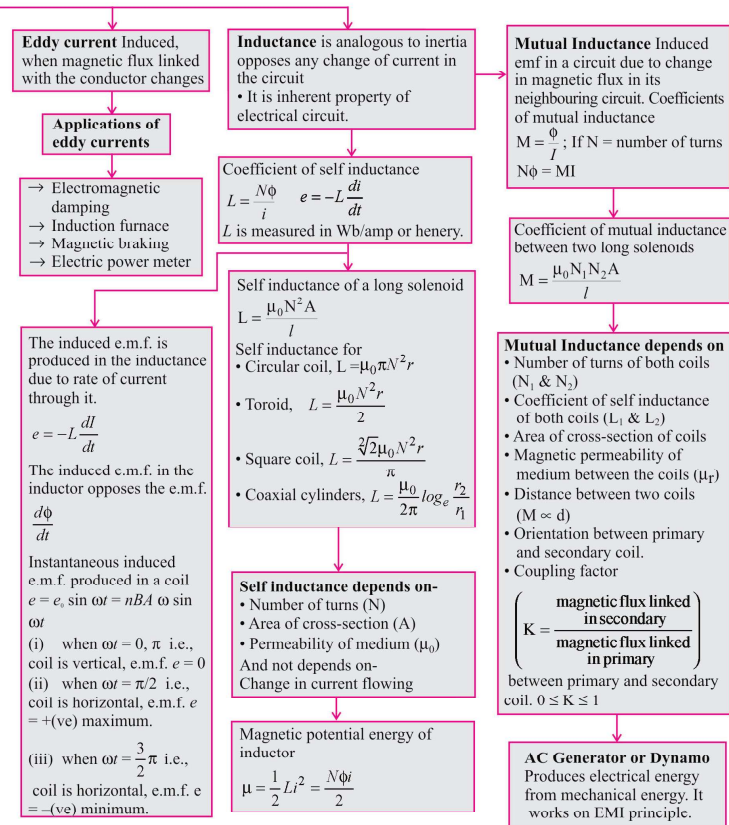 Eddy current Induced,
when magnetic flux linked
with the conductor changes
Applications of
eddy currents
→ Electromagnetic
damping
→ Induction furnace
→ Magnetic braking
→ Electric power meter
Inductance is analogous to inertia
opposes any change of current in
the circuit
• It is inherent property of
electrical circuit.
Coefficient of self inductance
L = Nϕ/i   e = −L di/dt
L is measured in Wb/amp or henery.
The induced e.m.f. is
produced in the inductance
due to rate of current
through it.
e = −L dI/dt
The induced e.m.f. in the
inductor opposes the e.m.f.
dϕ/dt
Instantaneous induced
e.m.f. produced in a coil
e = e₀ sin ωt = nBA ω sin
ωt
(i) when ωt = 0, π i.e.,
coil is vertical, e.m.f. e = 0
(ii) when ωt = π/2 i.e.,
coil is horizontal, e.m.f. e
= +(ve) maximum.
(iii) when ωt = 3/2 π i.e.,
coil is horizontal, e.m.f. e
= –(ve) minimum.
Self inductance of a long solenoid
L = μ₀N²A/l
Self inductance for
• Circular coil, L = μ₀πN²r
• Toroid, L = μ₀N²r/2
• Square coil, L = ²√2μ₀N²r/π
• Coaxial cylinders, L = μ₀/2π logₑ r₂/r₁
Self inductance depends on-
• Number of turns (N)
• Area of cross-section (A)
• Permeability of medium (μ₀)
And not depends on-
Change in current flowing
Magnetic potential energy of
inductor
μ = 1/2 Li² = Nϕi/2
Mutual Inductance Induced
emf in a circuit due to change
in magnetic flux in its
neighbouring circuit. Coefficients
of mutual inductance
M = ϕ/I ; If N = number of turns
Nϕ = MI
Coefficient of mutual inductance
between two long solenoids
M = μ₀N₁N₂A/l
Mutual Inductance depends on
• Number of turns of both coils
(N₁ & N₂)
• Coefficient of self inductance
of both coils (L₁ & L₂)
• Area of cross-section of coils
• Magnetic permeability of
medium between the coils (μᵣ)
• Distance between two coils
(M ∝ d)
• Orientation between primary
and secondary coil.
• Coupling factor
(K = magnetic flux linked in secondary / magnetic flux linked in primary)
between primary and secondary
coil. 0 ≤ K ≤ 1
AC Generator or Dynamo
Produces electrical energy
from mechanical energy. It
works on EMI principle.